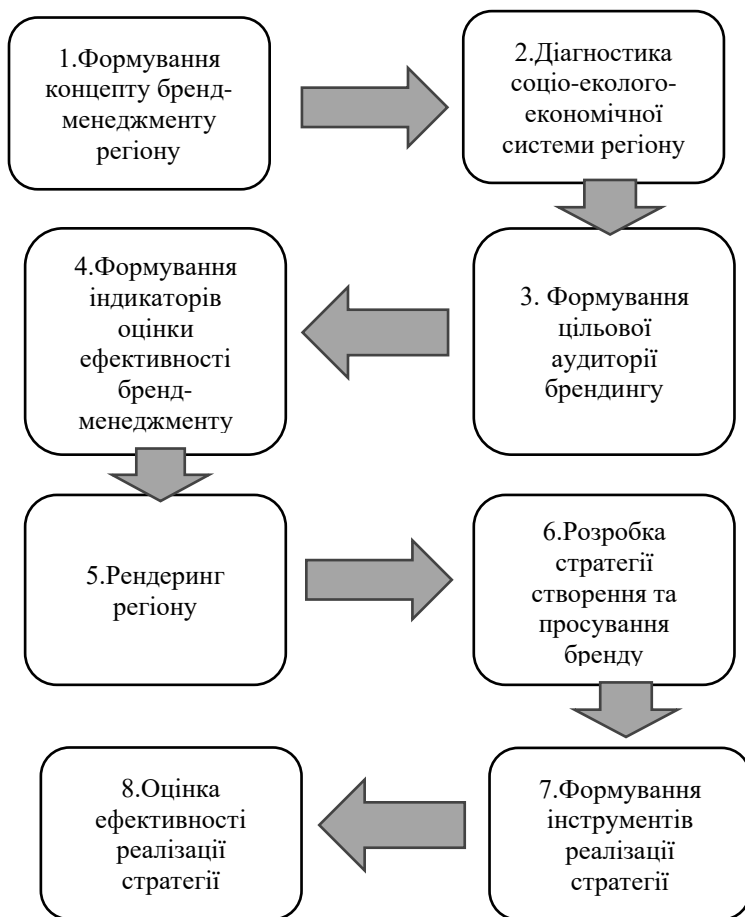 1.Формування
концепту бренд-
менеджменту
регіону
2.Діагностика
соціо-еколого-
економічної
системи регіону
3. Формування
цільової
аудиторії
брендингу
4.Формування
індикаторів
оцінки
ефективності
бренд-
менеджменту
5.Рендеринг
регіону
6.Розробка
стратегії
створення та
просування
бренду
7.Формування
інструментів
реалізації
стратегії
8.Оцінка
ефективності
реалізації
стратегії